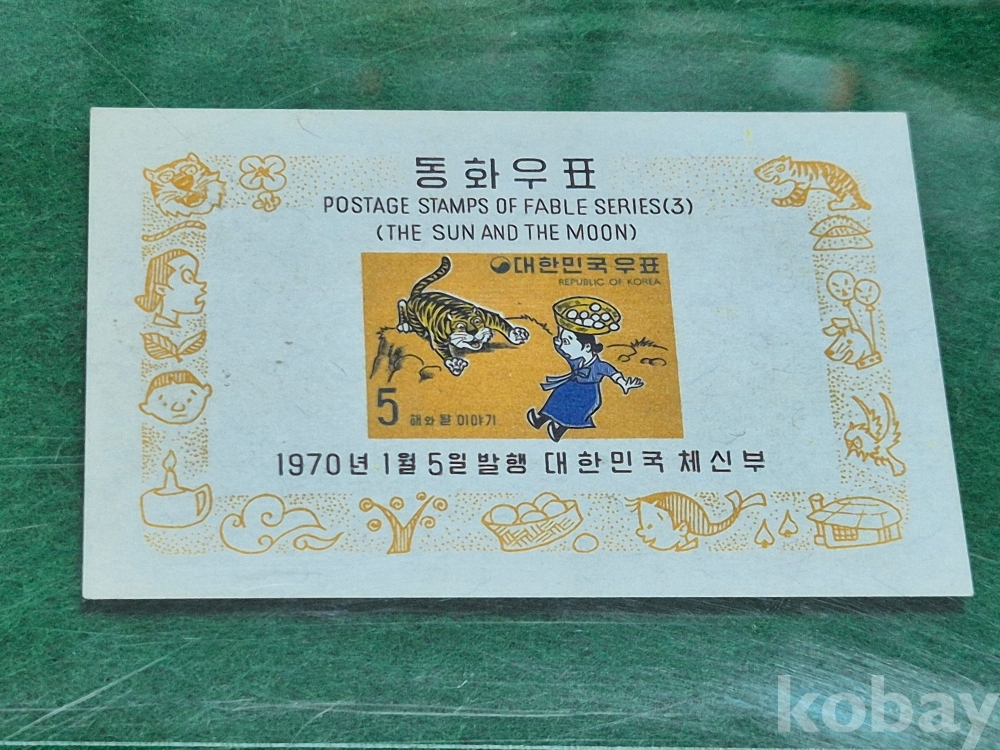 동화우표
POSTAGE STAMPS OF FABLE SERIES(3)
(THE SUN AND THE MOON)
대한민국우표
REPUBLIC OF KOREA
5 해와 달 이야기
1970년 1월 5일 발행 대한민국 체신부
kobay